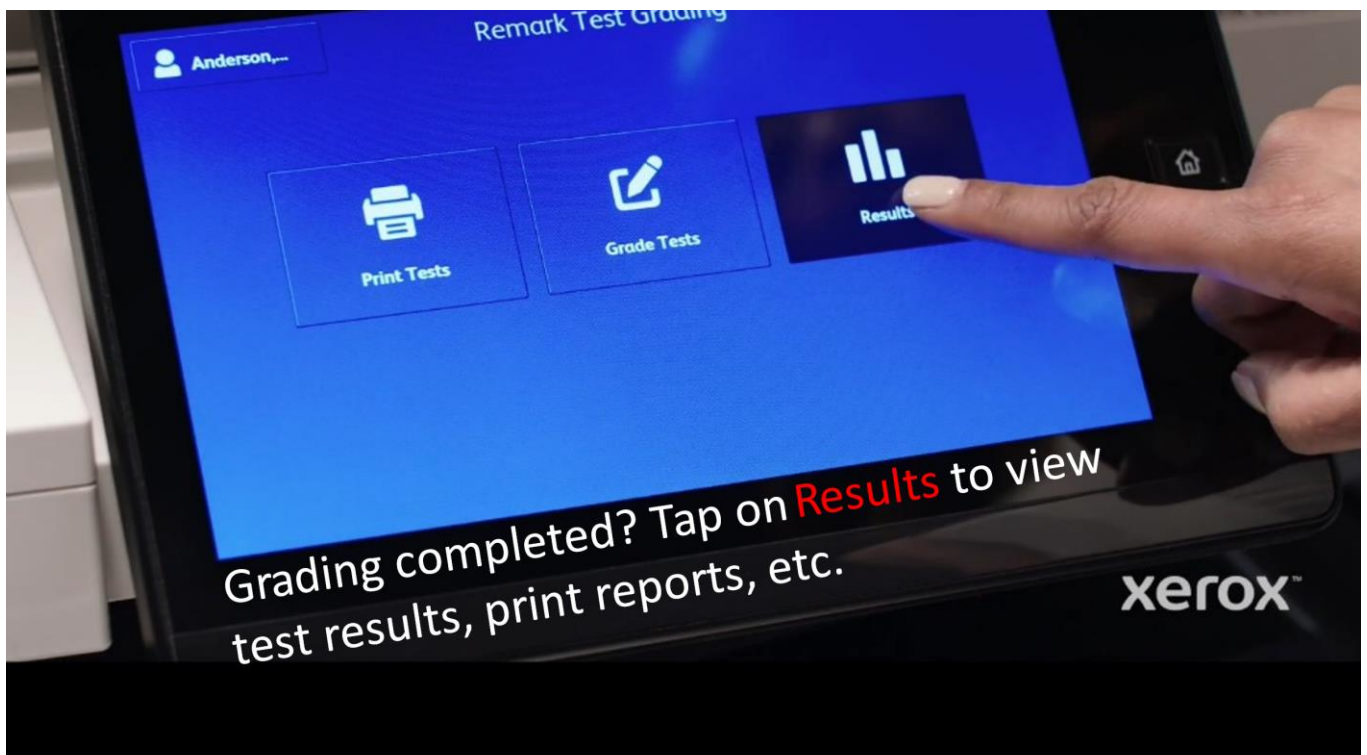 Remark Test Grading
Anderson,...
Print Tests
Grade Tests
Results
Grading completed? Tap on Results to view
test results, print reports, etc.
xerox™